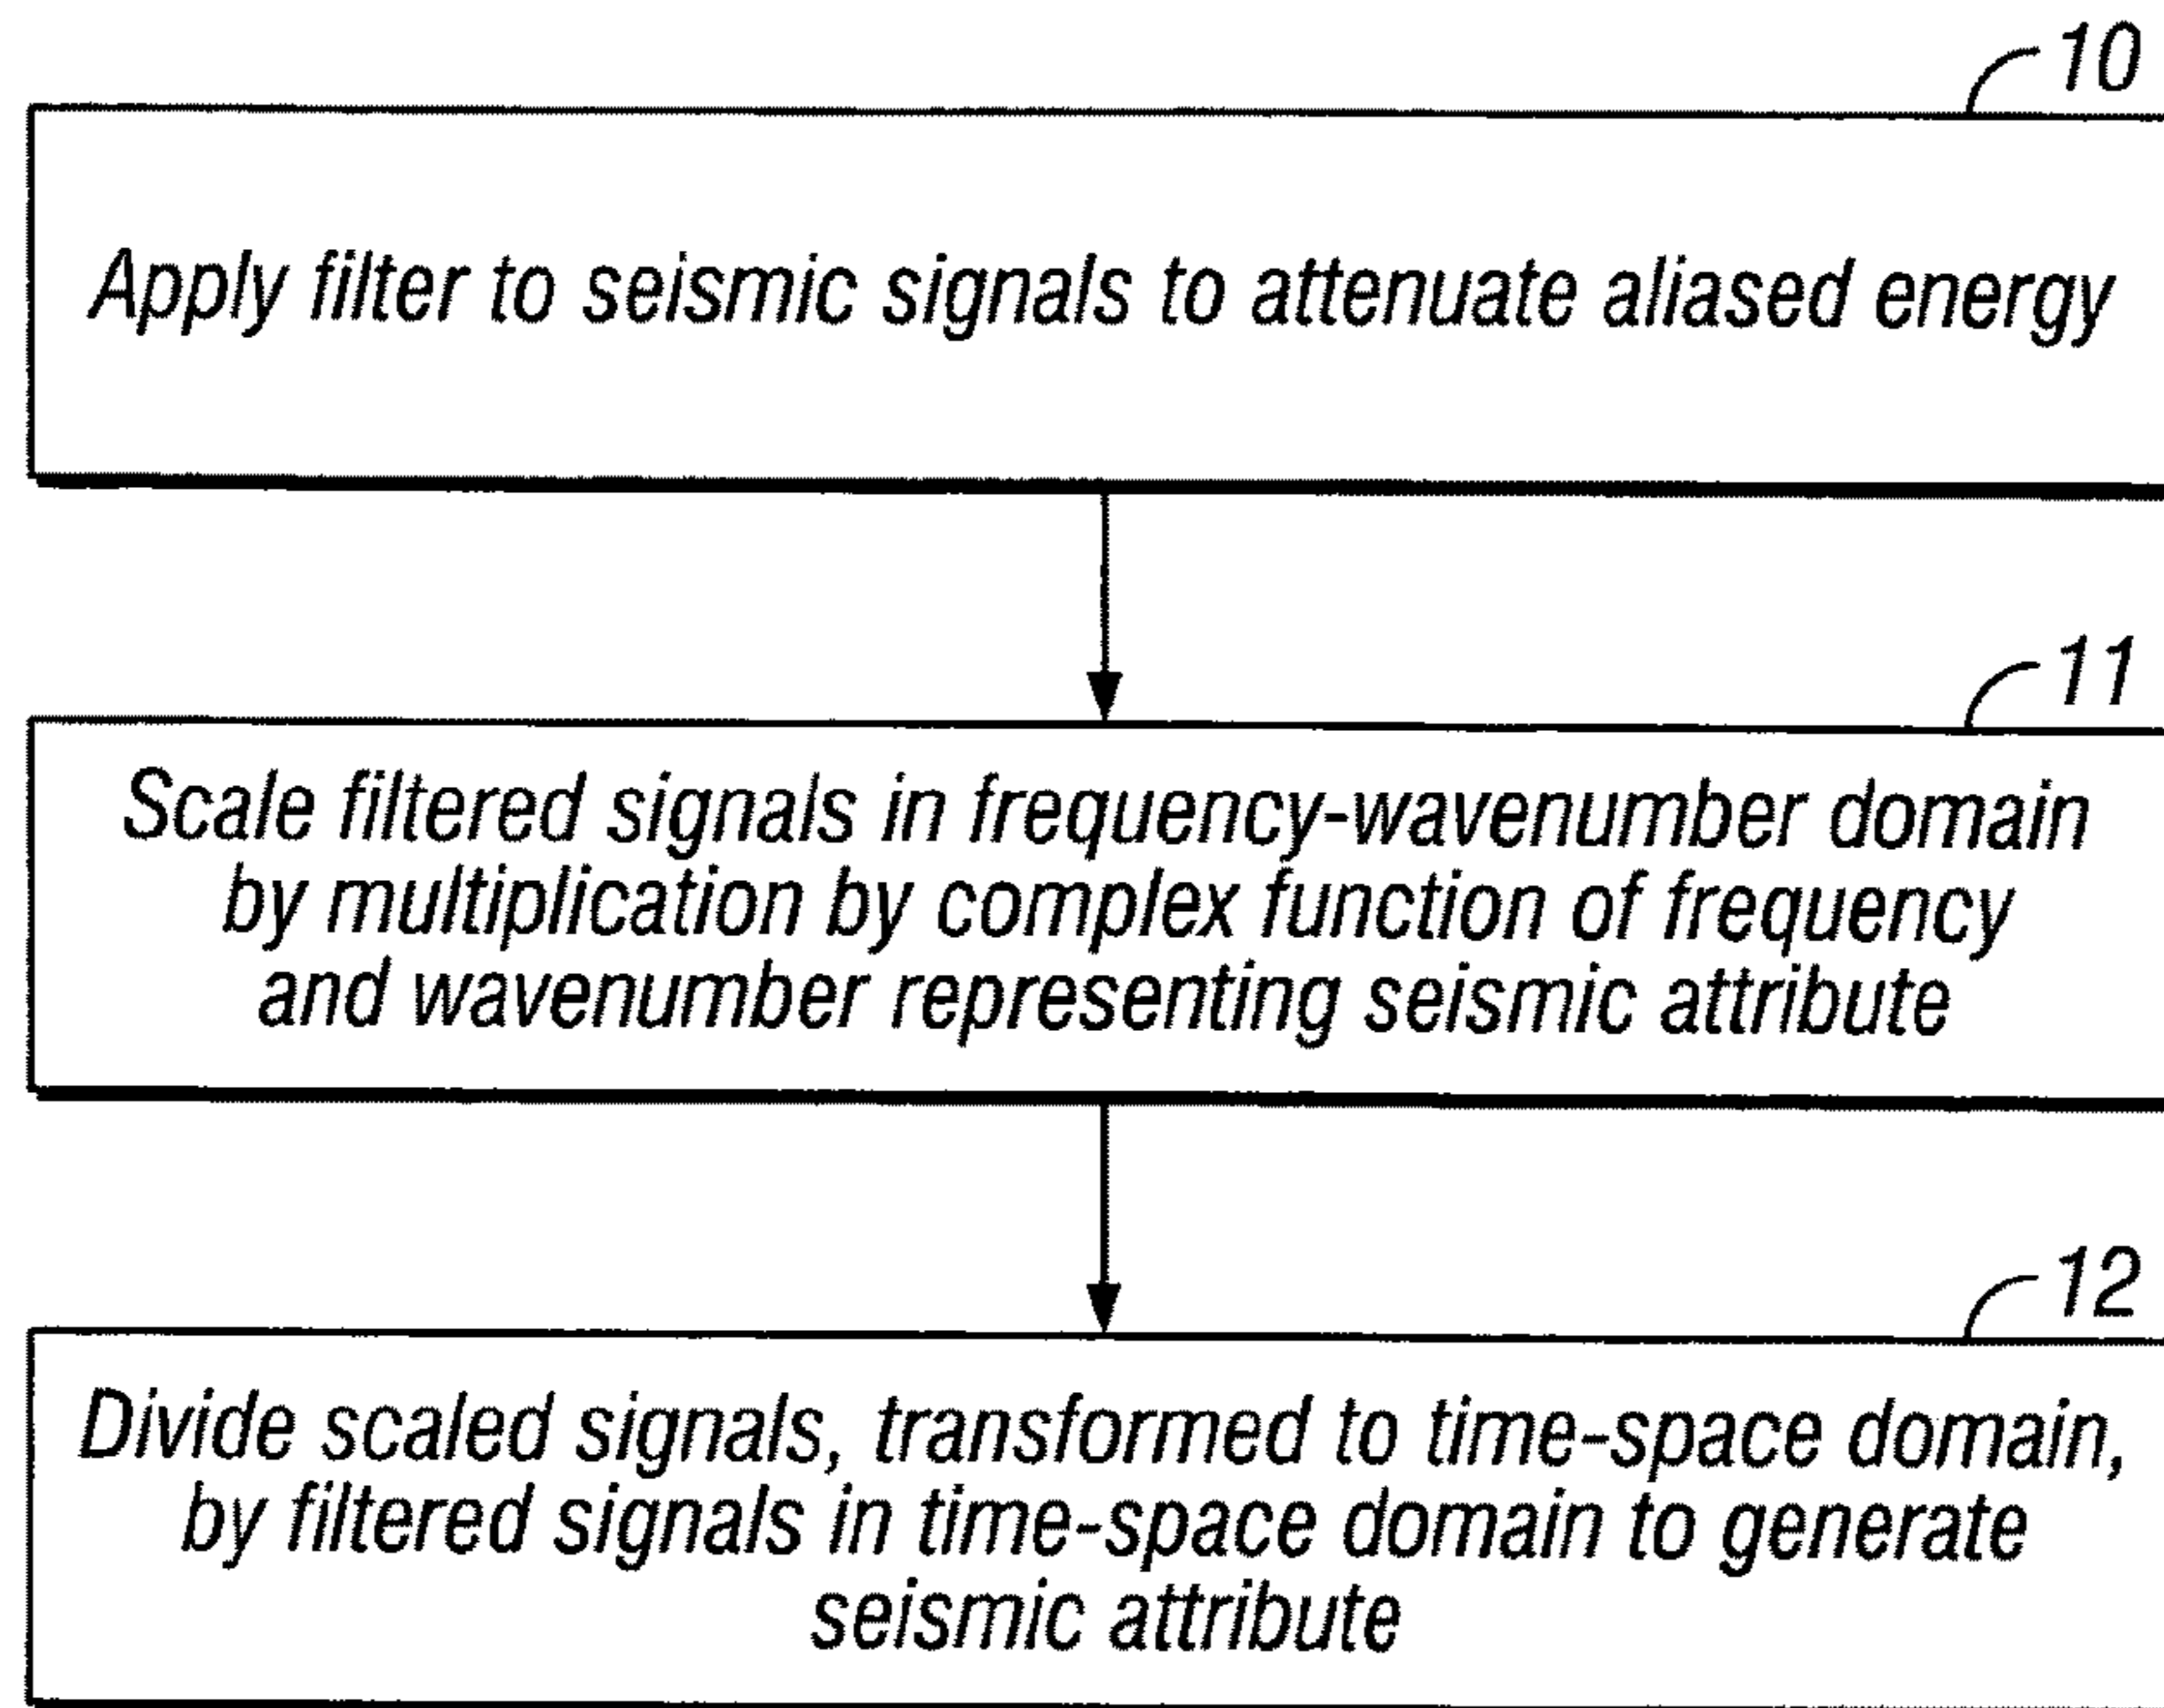 10
Apply filter to seismic signals to attenuate aliased energy
11
Scale filtered signals in frequency-wavenumber domain
by multiplication by complex function of frequency
and wavenumber representing seismic attribute
12
Divide scaled signals, transformed to time-space domain,
by filtered signals in time-space domain to generate
seismic attribute